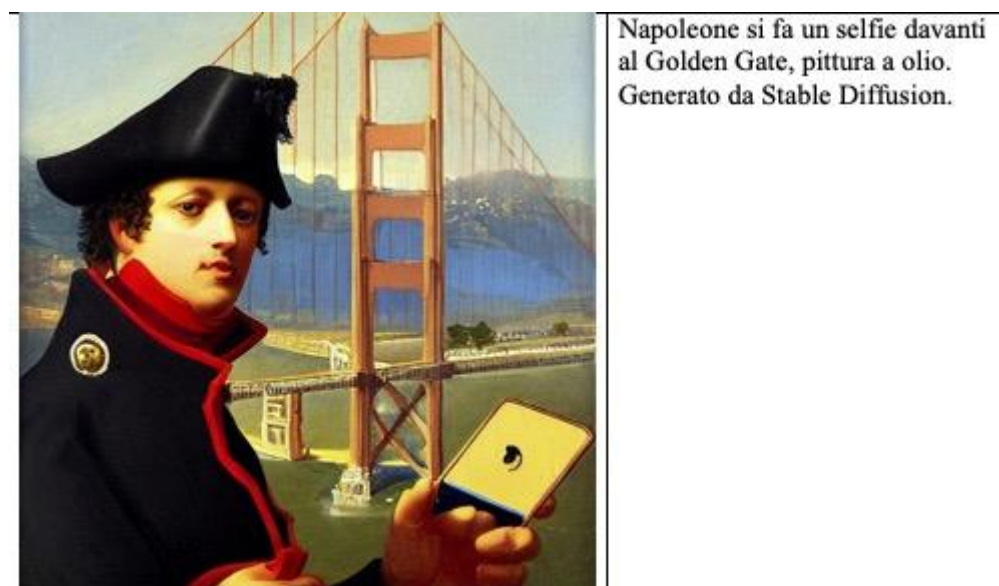 Napoleone si fa un selfie davanti
al Golden Gate, pittura a olio.
Generato da Stable Diffusion.